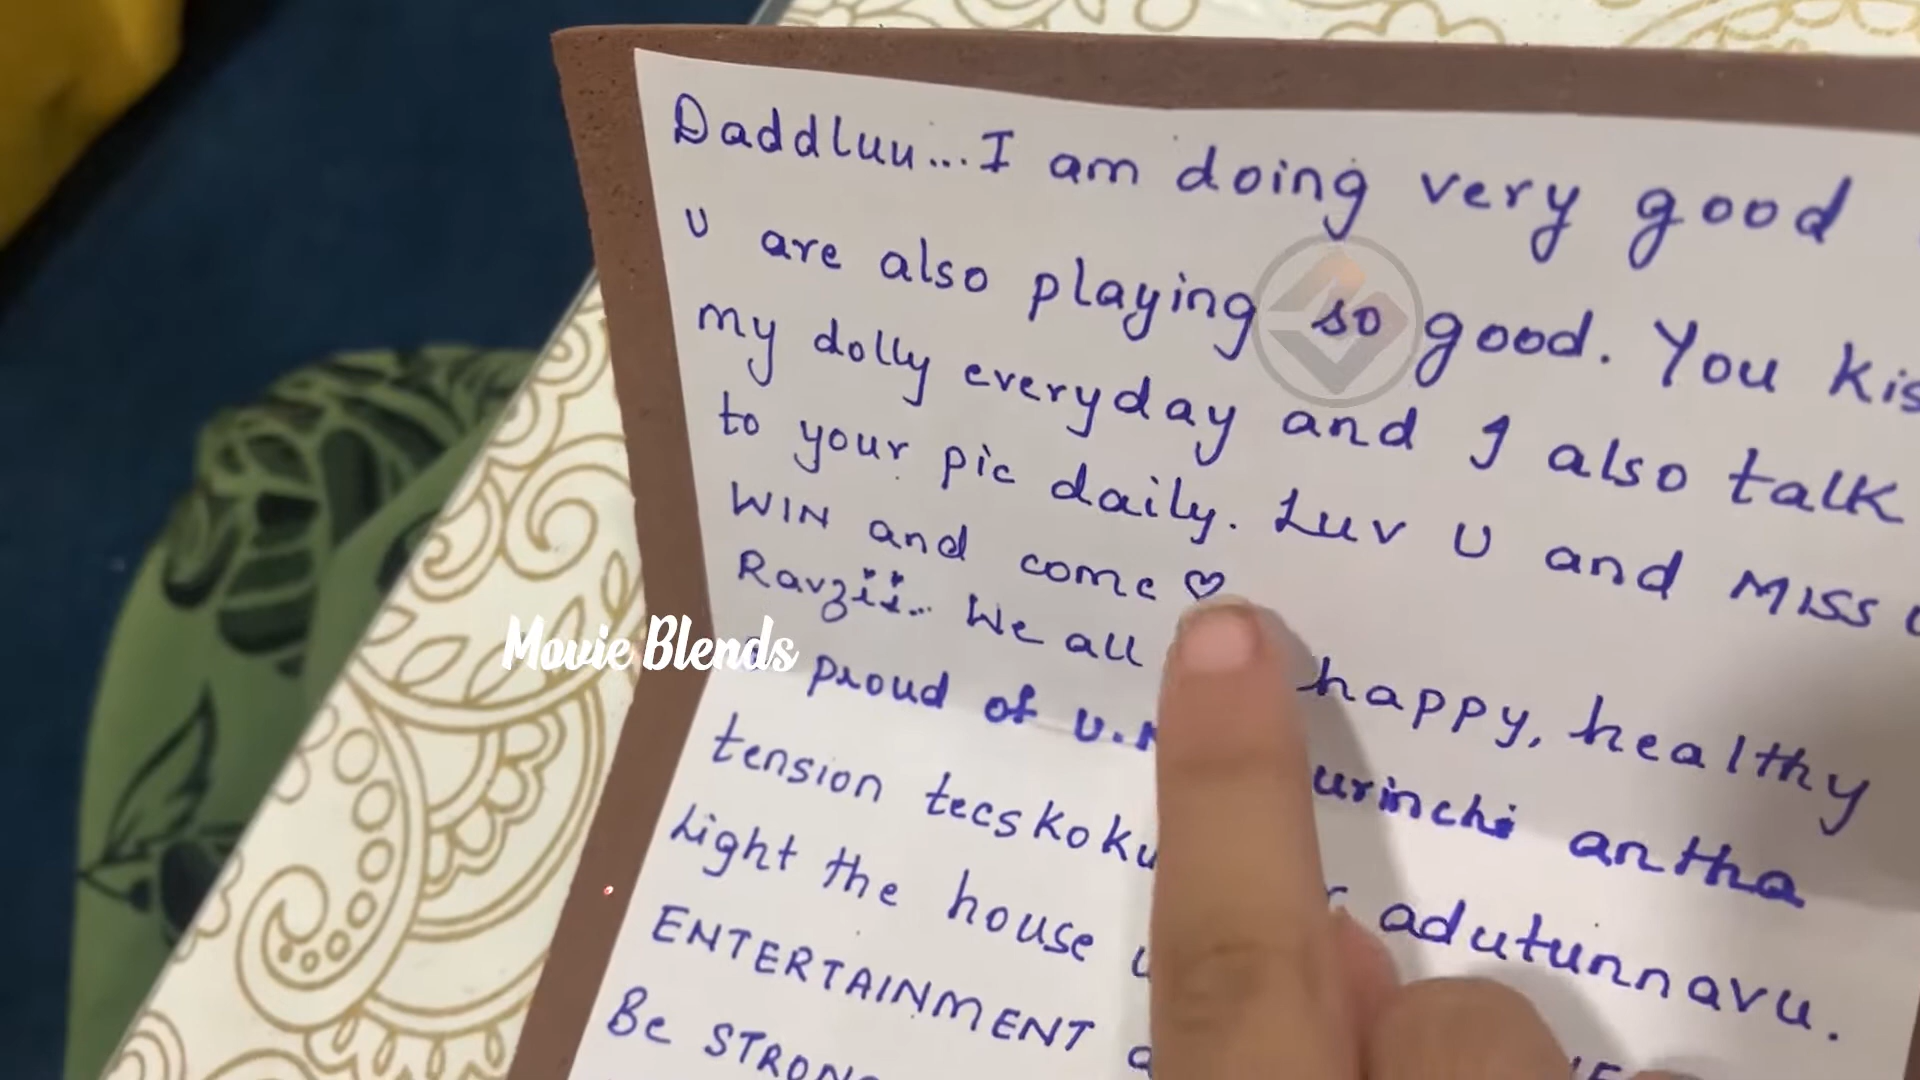 Daddluu...I am doing very good
U are also playing so good. You
my dolly everyday and I also talk
to your pic daily. Luv U and MISS
WIN and come ♡
Ravzii... We all happy, healthy
proud of U. urinchi antha
tension adutunnavu.
Light the house
ENTERTAINMENT
Be
Movie Blends